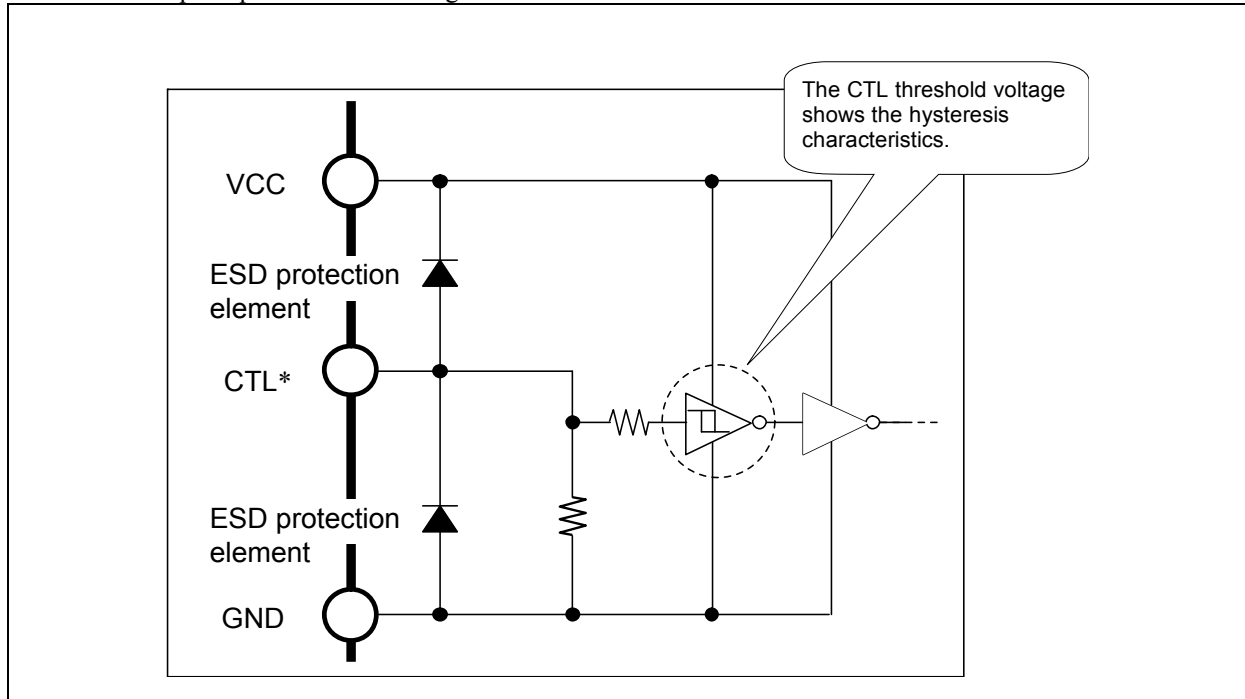 The CTL threshold voltage
shows the hysteresis
characteristics.
VCC
ESD protection
element
CTL*
ESD protection
element
GND